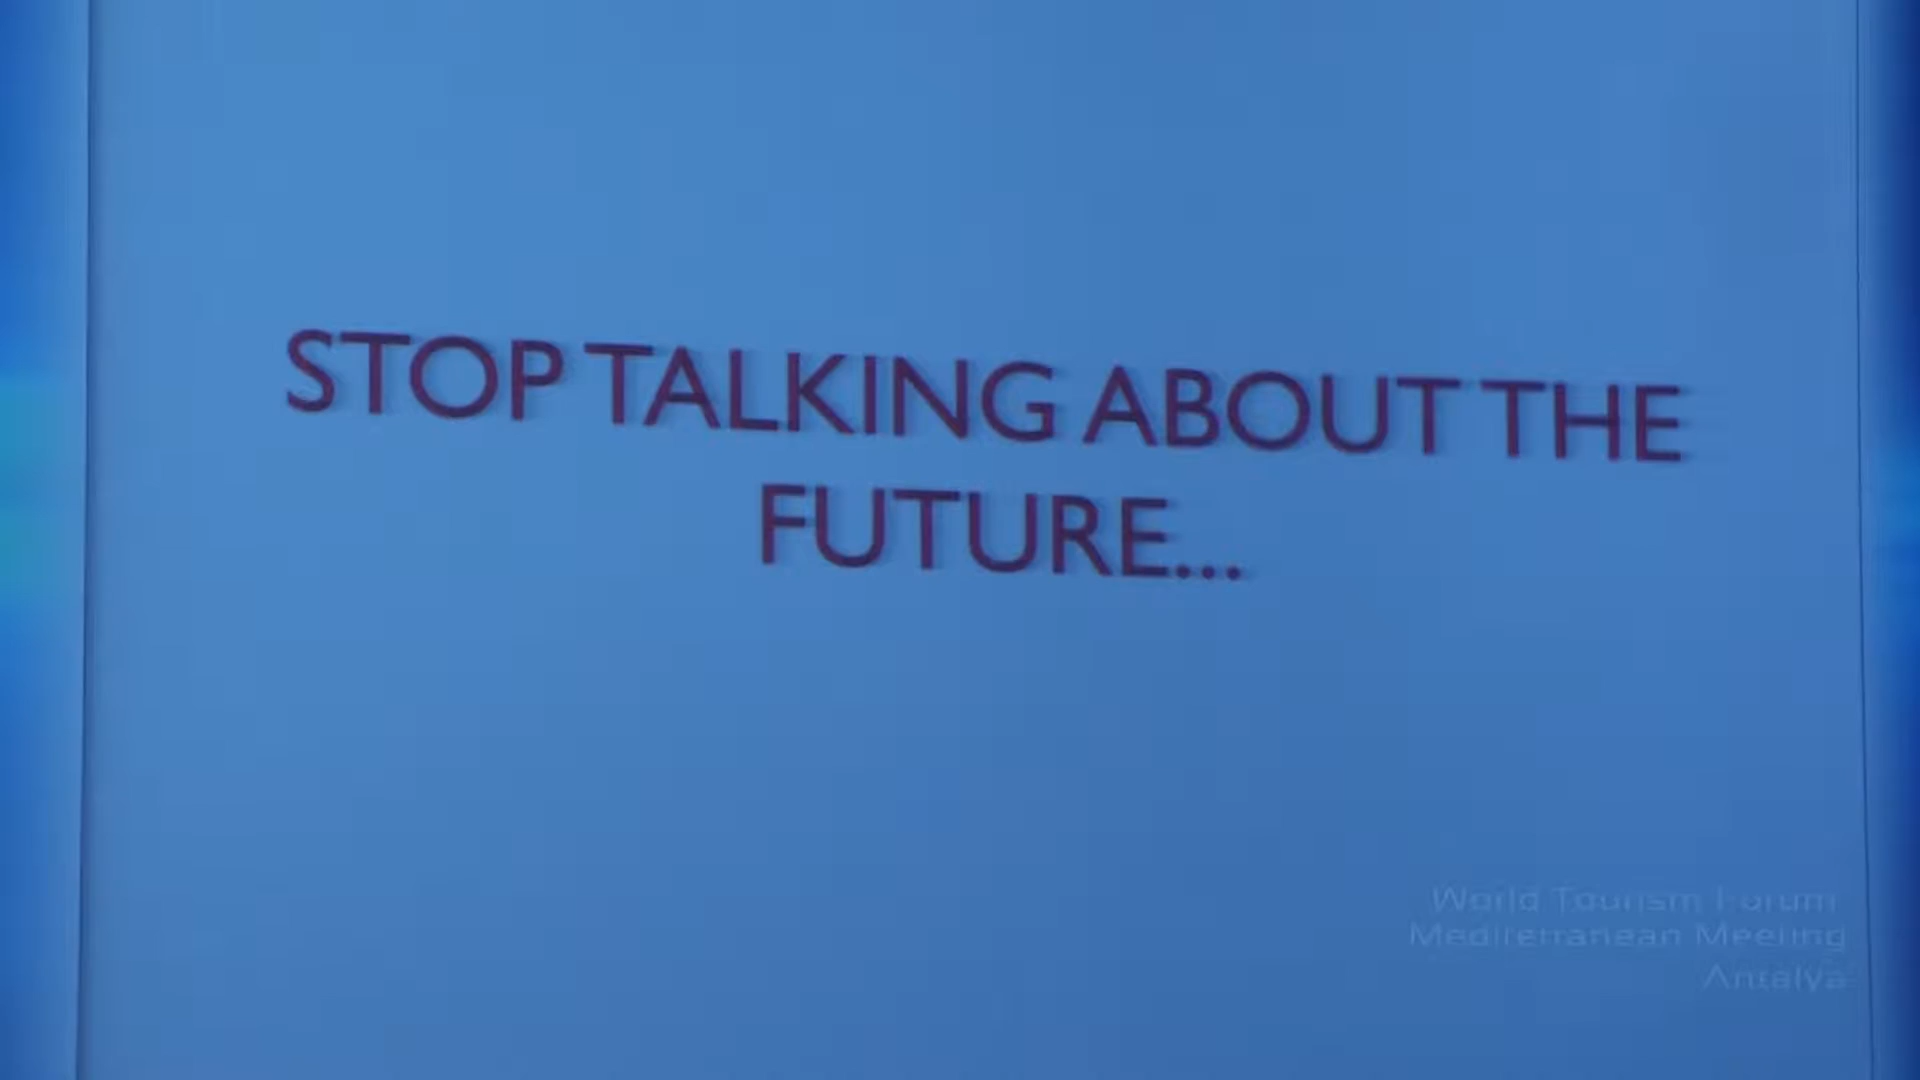 STOP TALKING ABOUT THE
FUTURE...
World Tourism Forum
Mediterranean Meeting
Antalya